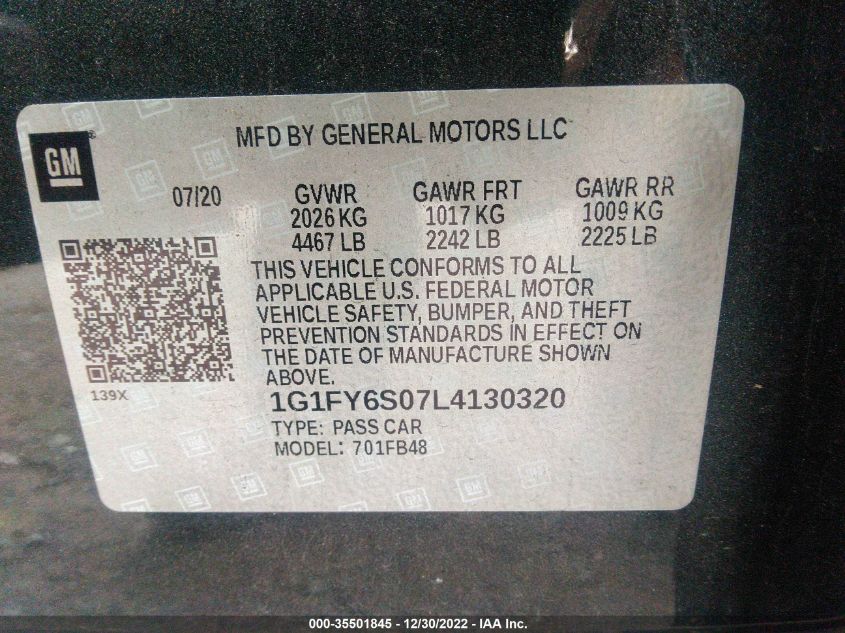 MFD BY GENERAL MOTORS LLC
GM
07/20 GVWR GAWR FRT GAWR RR
2026 KG 1017 KG 1009 KG
4467 LB 2242 LB 2225 LB
THIS VEHICLE CONFORMS TO ALL
APPLICABLE U.S. FEDERAL MOTOR
VEHICLE SAFETY, BUMPER, AND THEFT
PREVENTION STANDARDS IN EFFECT ON
THE DATE OF MANUFACTURE SHOWN
ABOVE.
139X
1G1FY6S07L4130320
TYPE: PASS CAR
MODEL: 701FB48
000-35501845 - 12/30/2022 - IAA Inc.